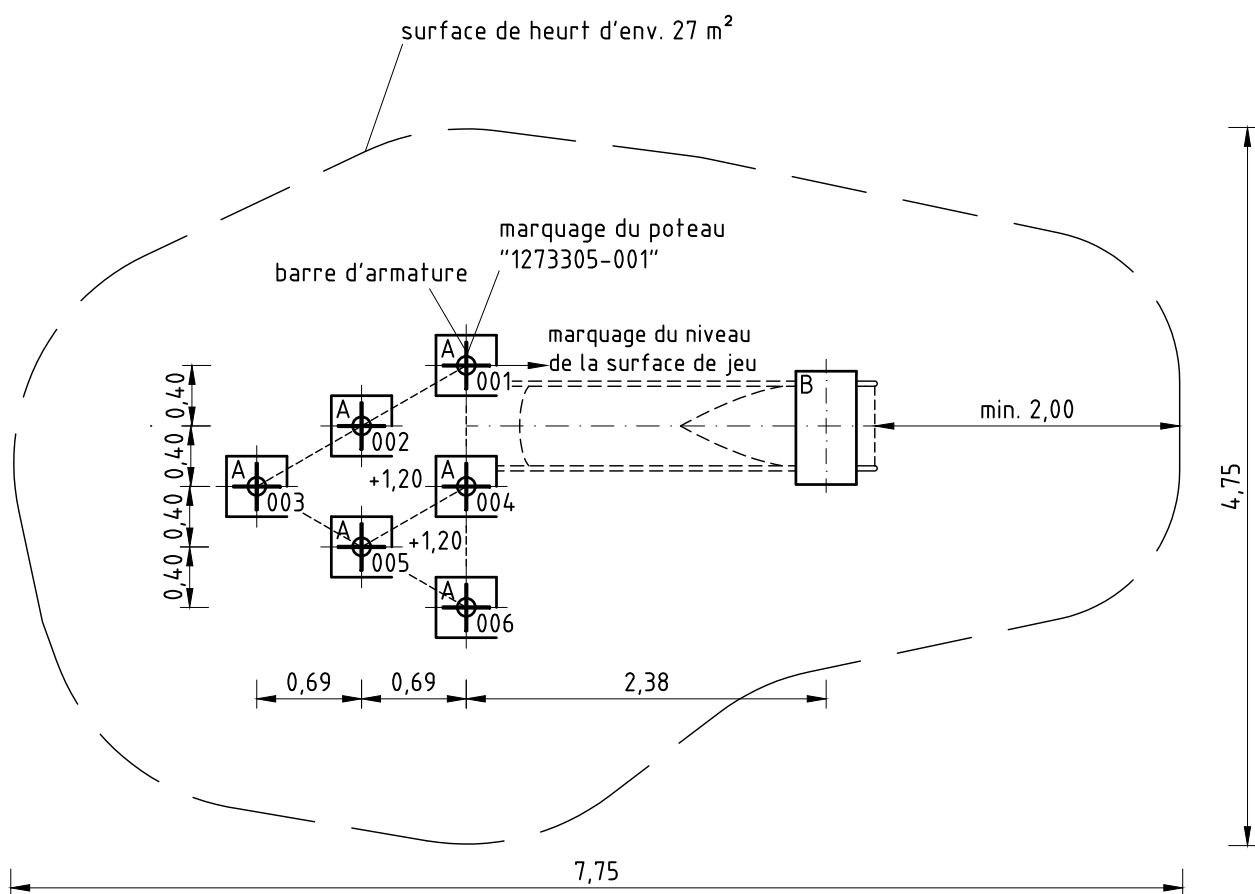 surface de heurt d'env. 27 m²
marquage du poteau
"1273305-001"
barre d'armature
marquage du niveau
de la surface de jeu
A
001
B
0,40
A
002
min. 2,00
0,40
A
003
+1,20
A
004
4,75
0,40
A
005
+1,20
0,40
A
006
0,69
0,69
2,38
7,75